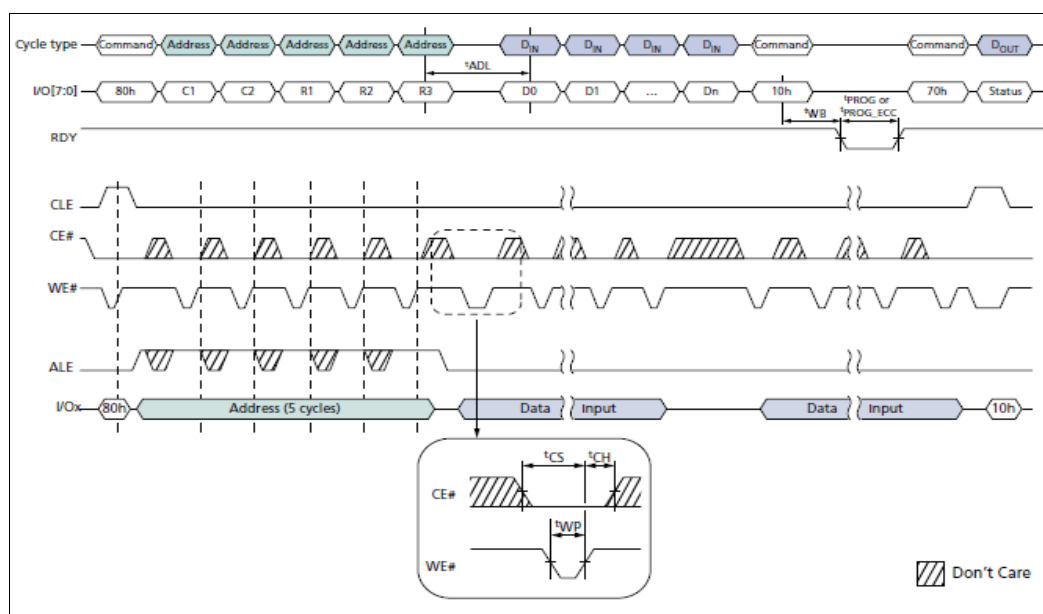 Cycle type Command Address Address Address Address Address DIN DIN DIN DIN Command Command DOUT
tADL
I/O[7:0] 80h C1 C2 R1 R2 R3 D0 D1 ... Dn 10h 70h Status
tWB tPROG or
tPROG_ECC
RDY
CLE
CE#
WE#
ALE
I/Ox 80h Address (5 cycles) Data Input Data Input 10h
tCS tCH
CE#
tWP
WE#
Don't Care